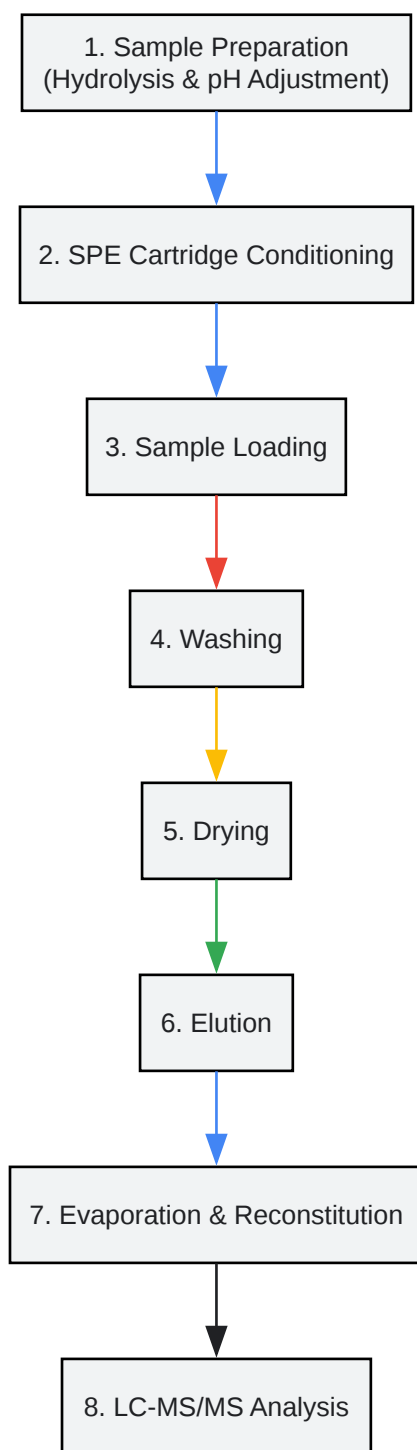 1. Sample Preparation
(Hydrolysis & pH Adjustment)
2. SPE Cartridge Conditioning
3. Sample Loading
4. Washing
5. Drying
6. Elution
7. Evaporation & Reconstitution
8. LC-MS/MS Analysis